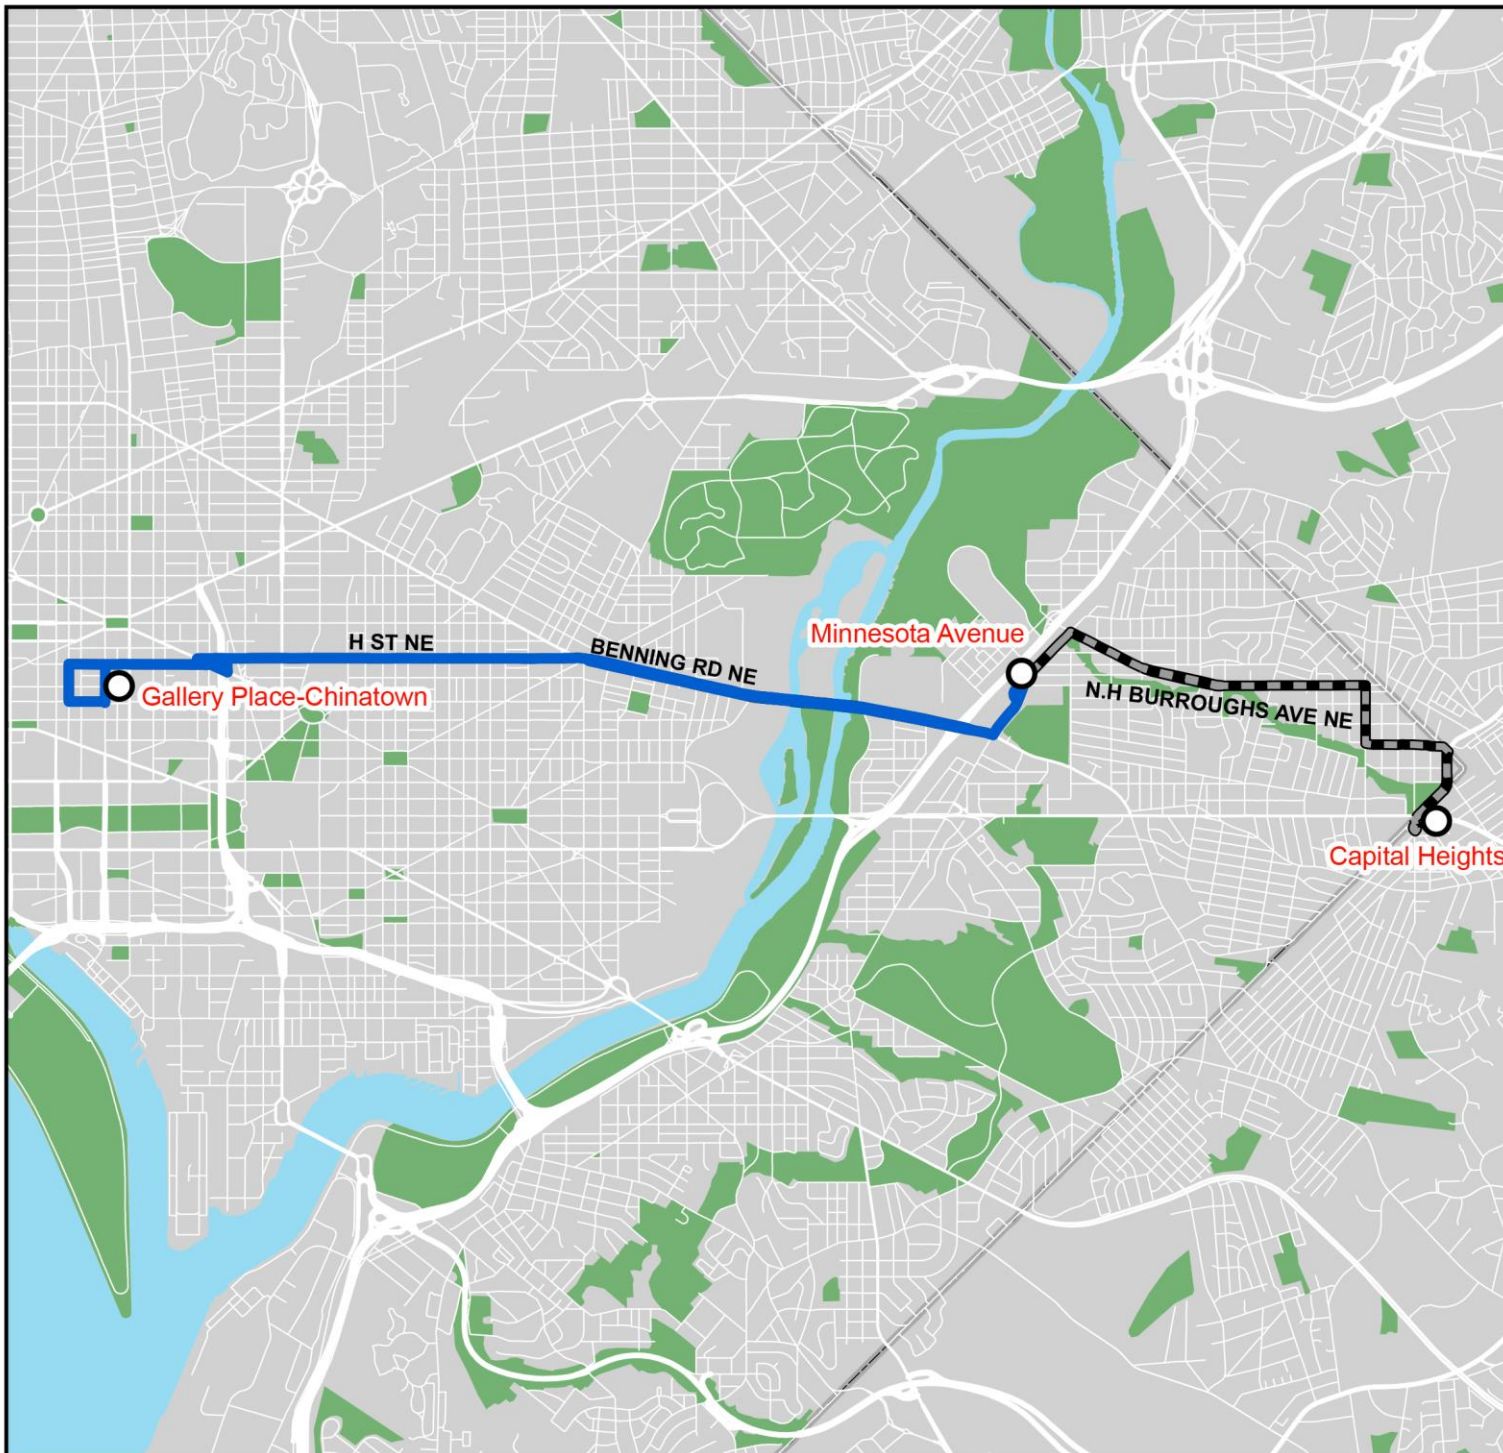 H ST NE
BENNING RD NE
Minnesota Avenue
Gallery Place-Chinatown
N.H BURROUGHS AVE NE
Capital Heights